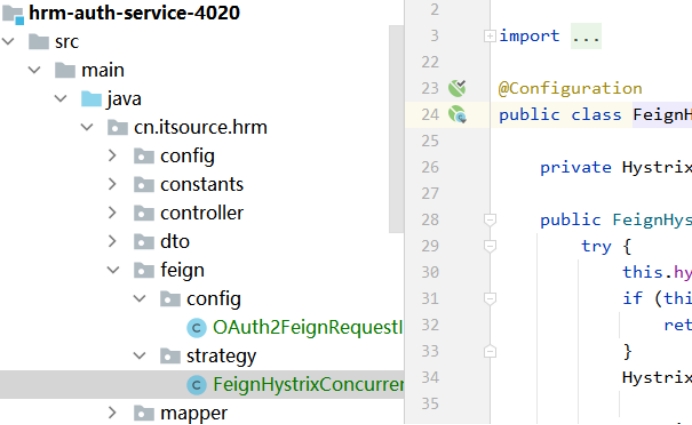 hrm-auth-service-4020
src
main
java
cn.itsource.hrm
config
constants
controller
dto
feign
config
OAuth2FeignRequestI
strategy
FeignHystrixConcurrer
mapper
2
3 import ...
22
23 @Configuration
24 public class FeignH
25
26 private Hystrix
27
28 public FeignHys
29 try {
30 this.hy
31 if (thi
32 ret
33 }
34 Hystrix
35